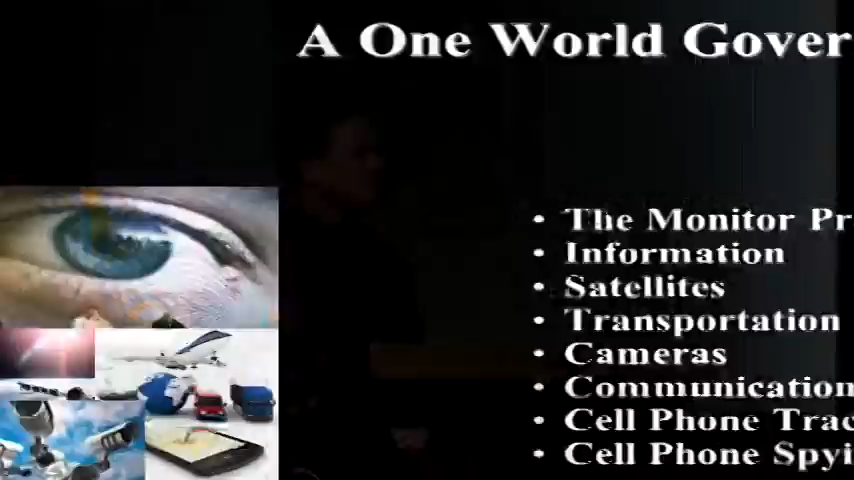 A One World Gover
• The Monitor Pr
• Information
• Satellites
• Transportation
• Cameras
• Communication
• Cell Phone Trac
• Cell Phone Spyi